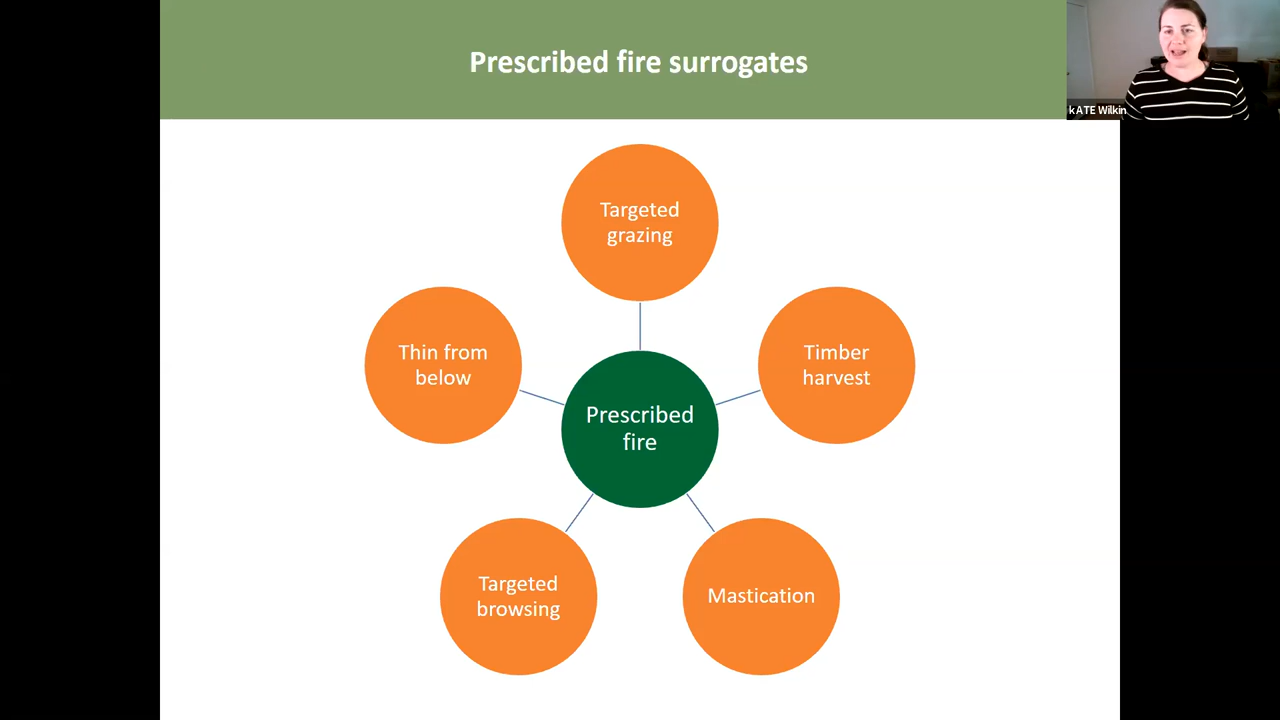 Prescribed fire surrogates
kATE Wilkin
Targeted
grazing
Thin from
below
Timber
harvest
Prescribed
fire
Targeted
browsing
Mastication